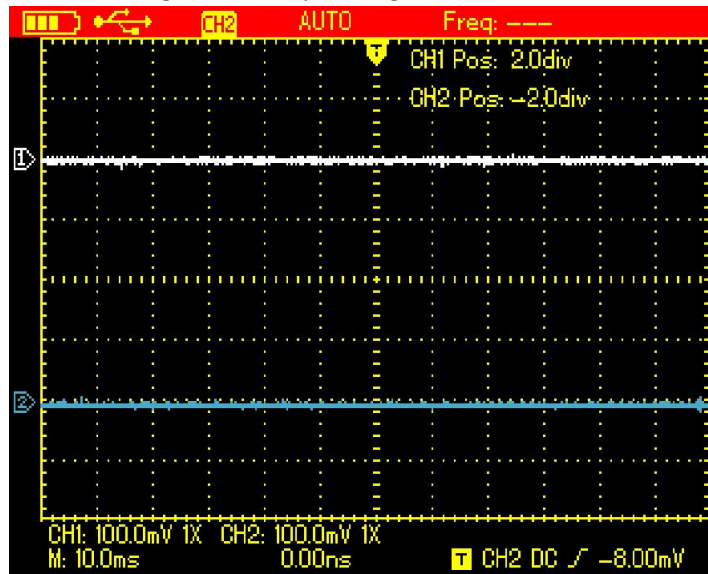 CH2 AUTO Freq: ---
T
CH1 Pos: 2.0div
CH2 Pos: -2.0div
1
2
CH1: 100.0mV 1X CH2: 100.0mV 1X
M: 10.0ms 0.00ns T CH2 DC -8.00mV